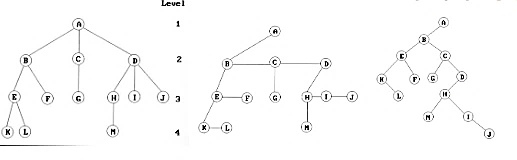 Level
A
1
B C D
2
E F G H I J
3
K L M
4
A
B C D
E F G H I J
K L M
A
B
E C
K F G D
L H
M I
J